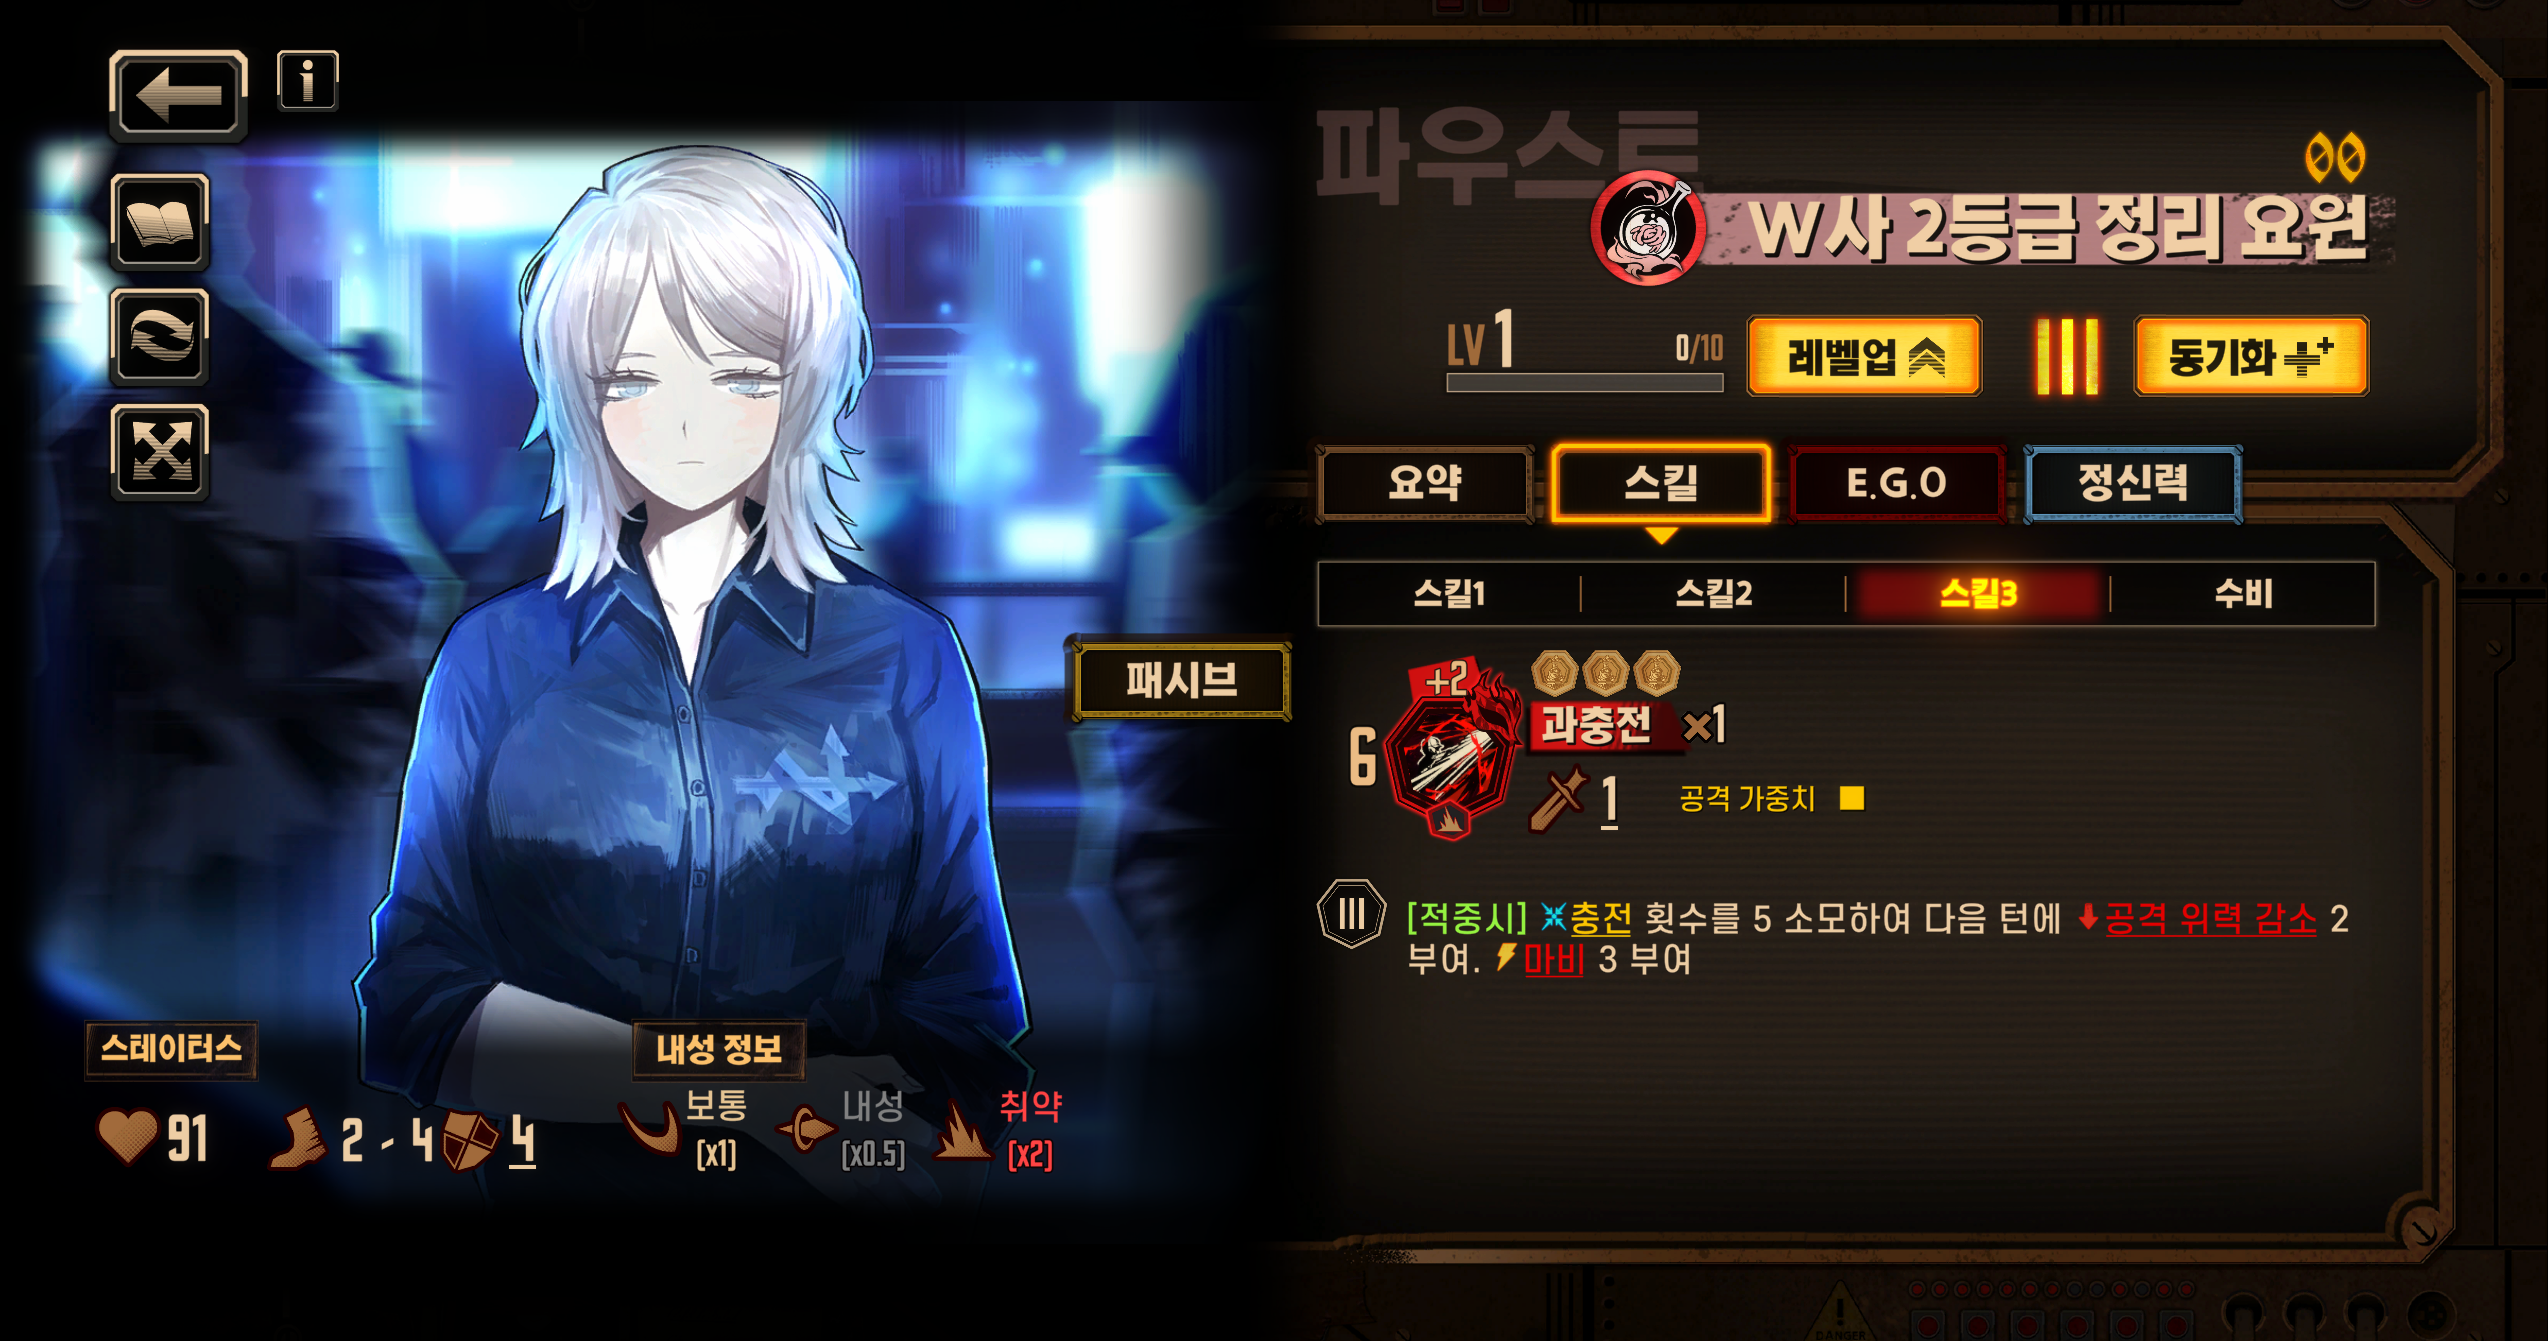 파우스트
W사 2등급 정리 요원
LV 1
0/10
레벨업
동기화
요약
스킬
E.G.O
정신력
스킬1
스킬2
스킬3
수비
패시브
+2
6
과충전 ×1
1
공격 가중치
III
[적중시] 충전 횟수를 5 소모하여 다음 턴에 공격 위력 감소 2
부여. 마비 3 부여
스테이터스
91
2 - 4
4
내성 정보
보통
[x1]
내성
[x0.5]
취약
[x2]
DANGER